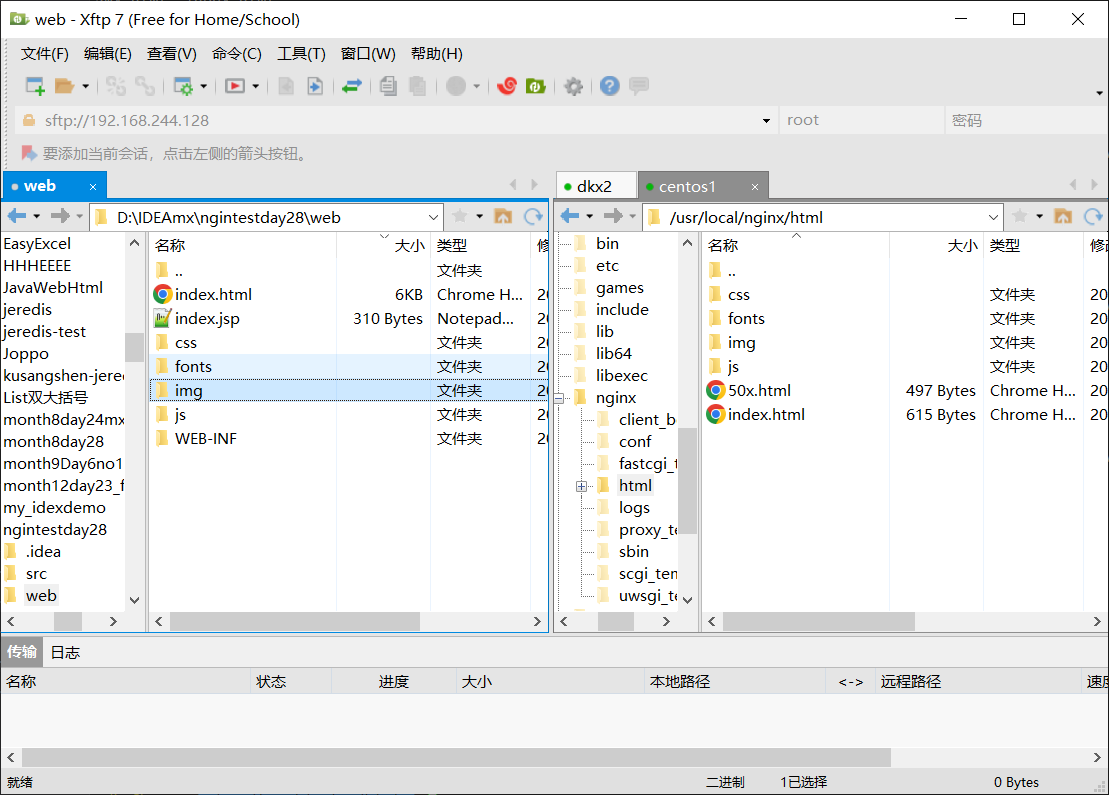 web - Xftp 7 (Free for Home/School)
文件(F) 编辑(E) 查看(V) 命令(C) 工具(T) 窗口(W) 帮助(H)
sftp://192.168.244.128 root 密码
要添加当前会话，点击左侧的箭头按钮。
web × dkx2 centos1 ×
D:\IDEAmx\ngintestday28\web /usr/local/nginx/html
EasyExcel
HHHEEEE
JavaWebHtml
jeredis
jeredis-test
Joppo
kusangshen-jered
List双大括号
month8day24mx
month8day28
month9Day6no1
month12day23_f
my_idexdemo
ngintestday28
.idea
src
web
名称 大小 类型 修
.. 文件夹
index.html 6KB Chrome H... 20
index.jsp 310 Bytes Notepad... 20
css 文件夹 20
fonts 文件夹 20
img 文件夹 20
js 文件夹 20
WEB-INF 文件夹 20
bin
etc
games
include
lib
lib64
libexec
nginx
client_b
conf
fastcgi_t
html
logs
proxy_te
sbin
scgi_tem
uwsgi_te
名称 大小 类型 修改
..
css 文件夹 20
fonts 文件夹 20
img 文件夹 20
js 文件夹 20
50x.html 497 Bytes Chrome H... 20
index.html 615 Bytes Chrome H... 20
传输 日志
名称 状态 进度 大小 本地路径 <-> 远程路径 速度
就绪 二进制 1已选择 0 Bytes